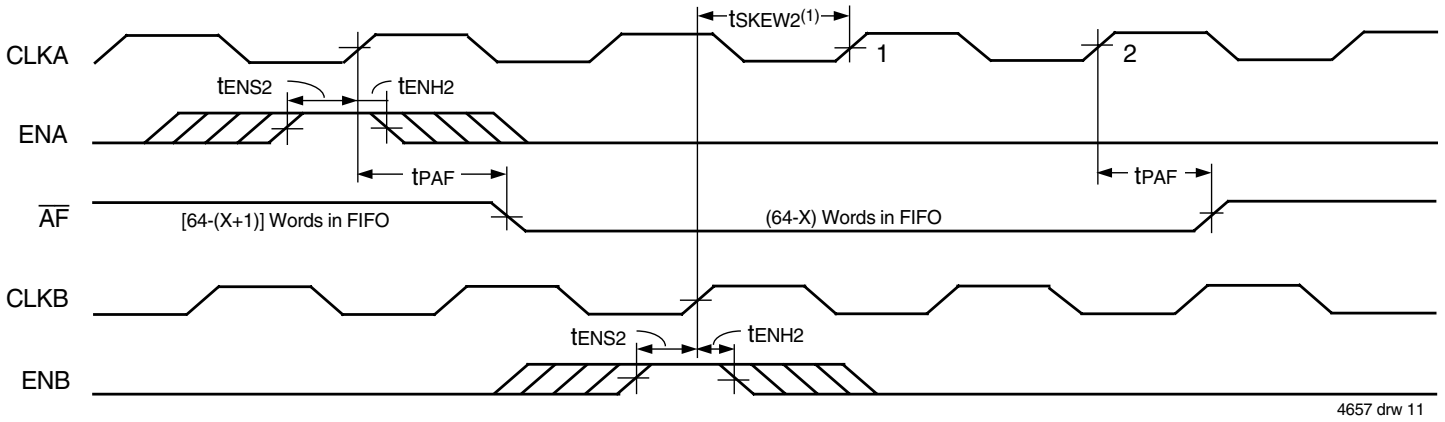 tSKEW2(1)
CLKA
1
2
tENS2
tENH2
ENA
tPAF
tPAF
AF
[64-(X+1)] Words in FIFO
(64-X) Words in FIFO
CLKB
tENS2
tENH2
ENB
4657 drw 11